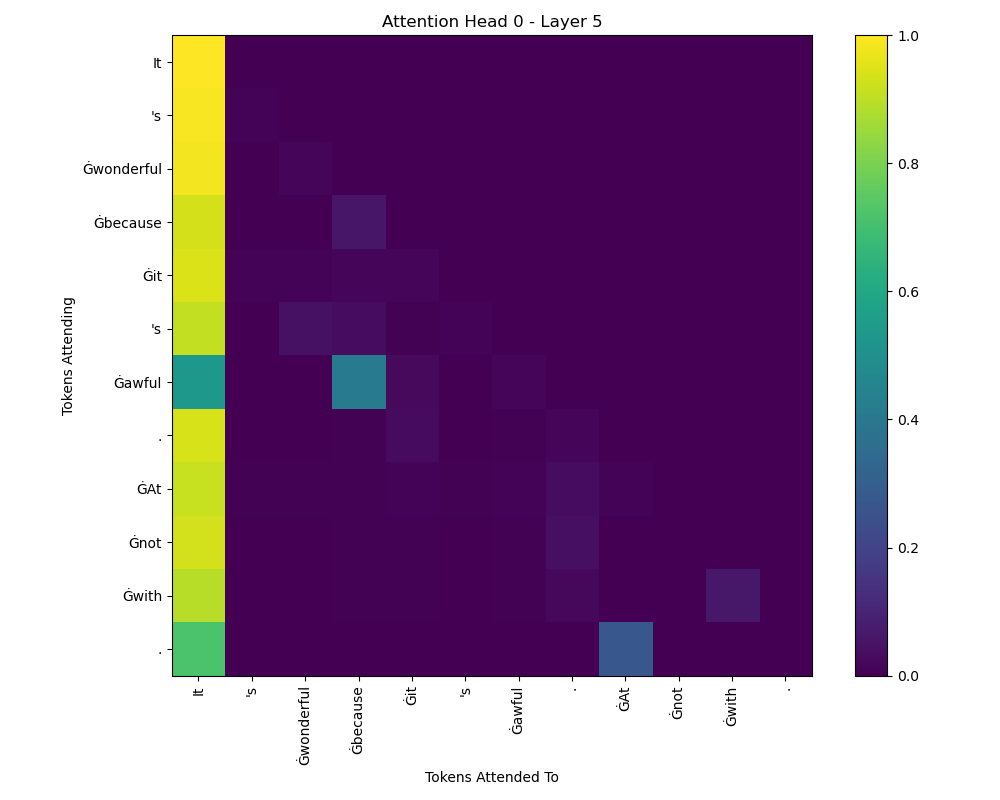 Attention Head 0 - Layer 5
It
's
Ġwonderful
Ġbecause
Ġit
's
Ġawful
.
ĠAt
Ġnot
Ġwith
.
Tokens Attending
It
's
Ġwonderful
Ġbecause
Ġit
's
Ġawful
.
ĠAt
Ġnot
Ġwith
.
Tokens Attended To
1.0
0.8
0.6
0.4
0.2
0.0